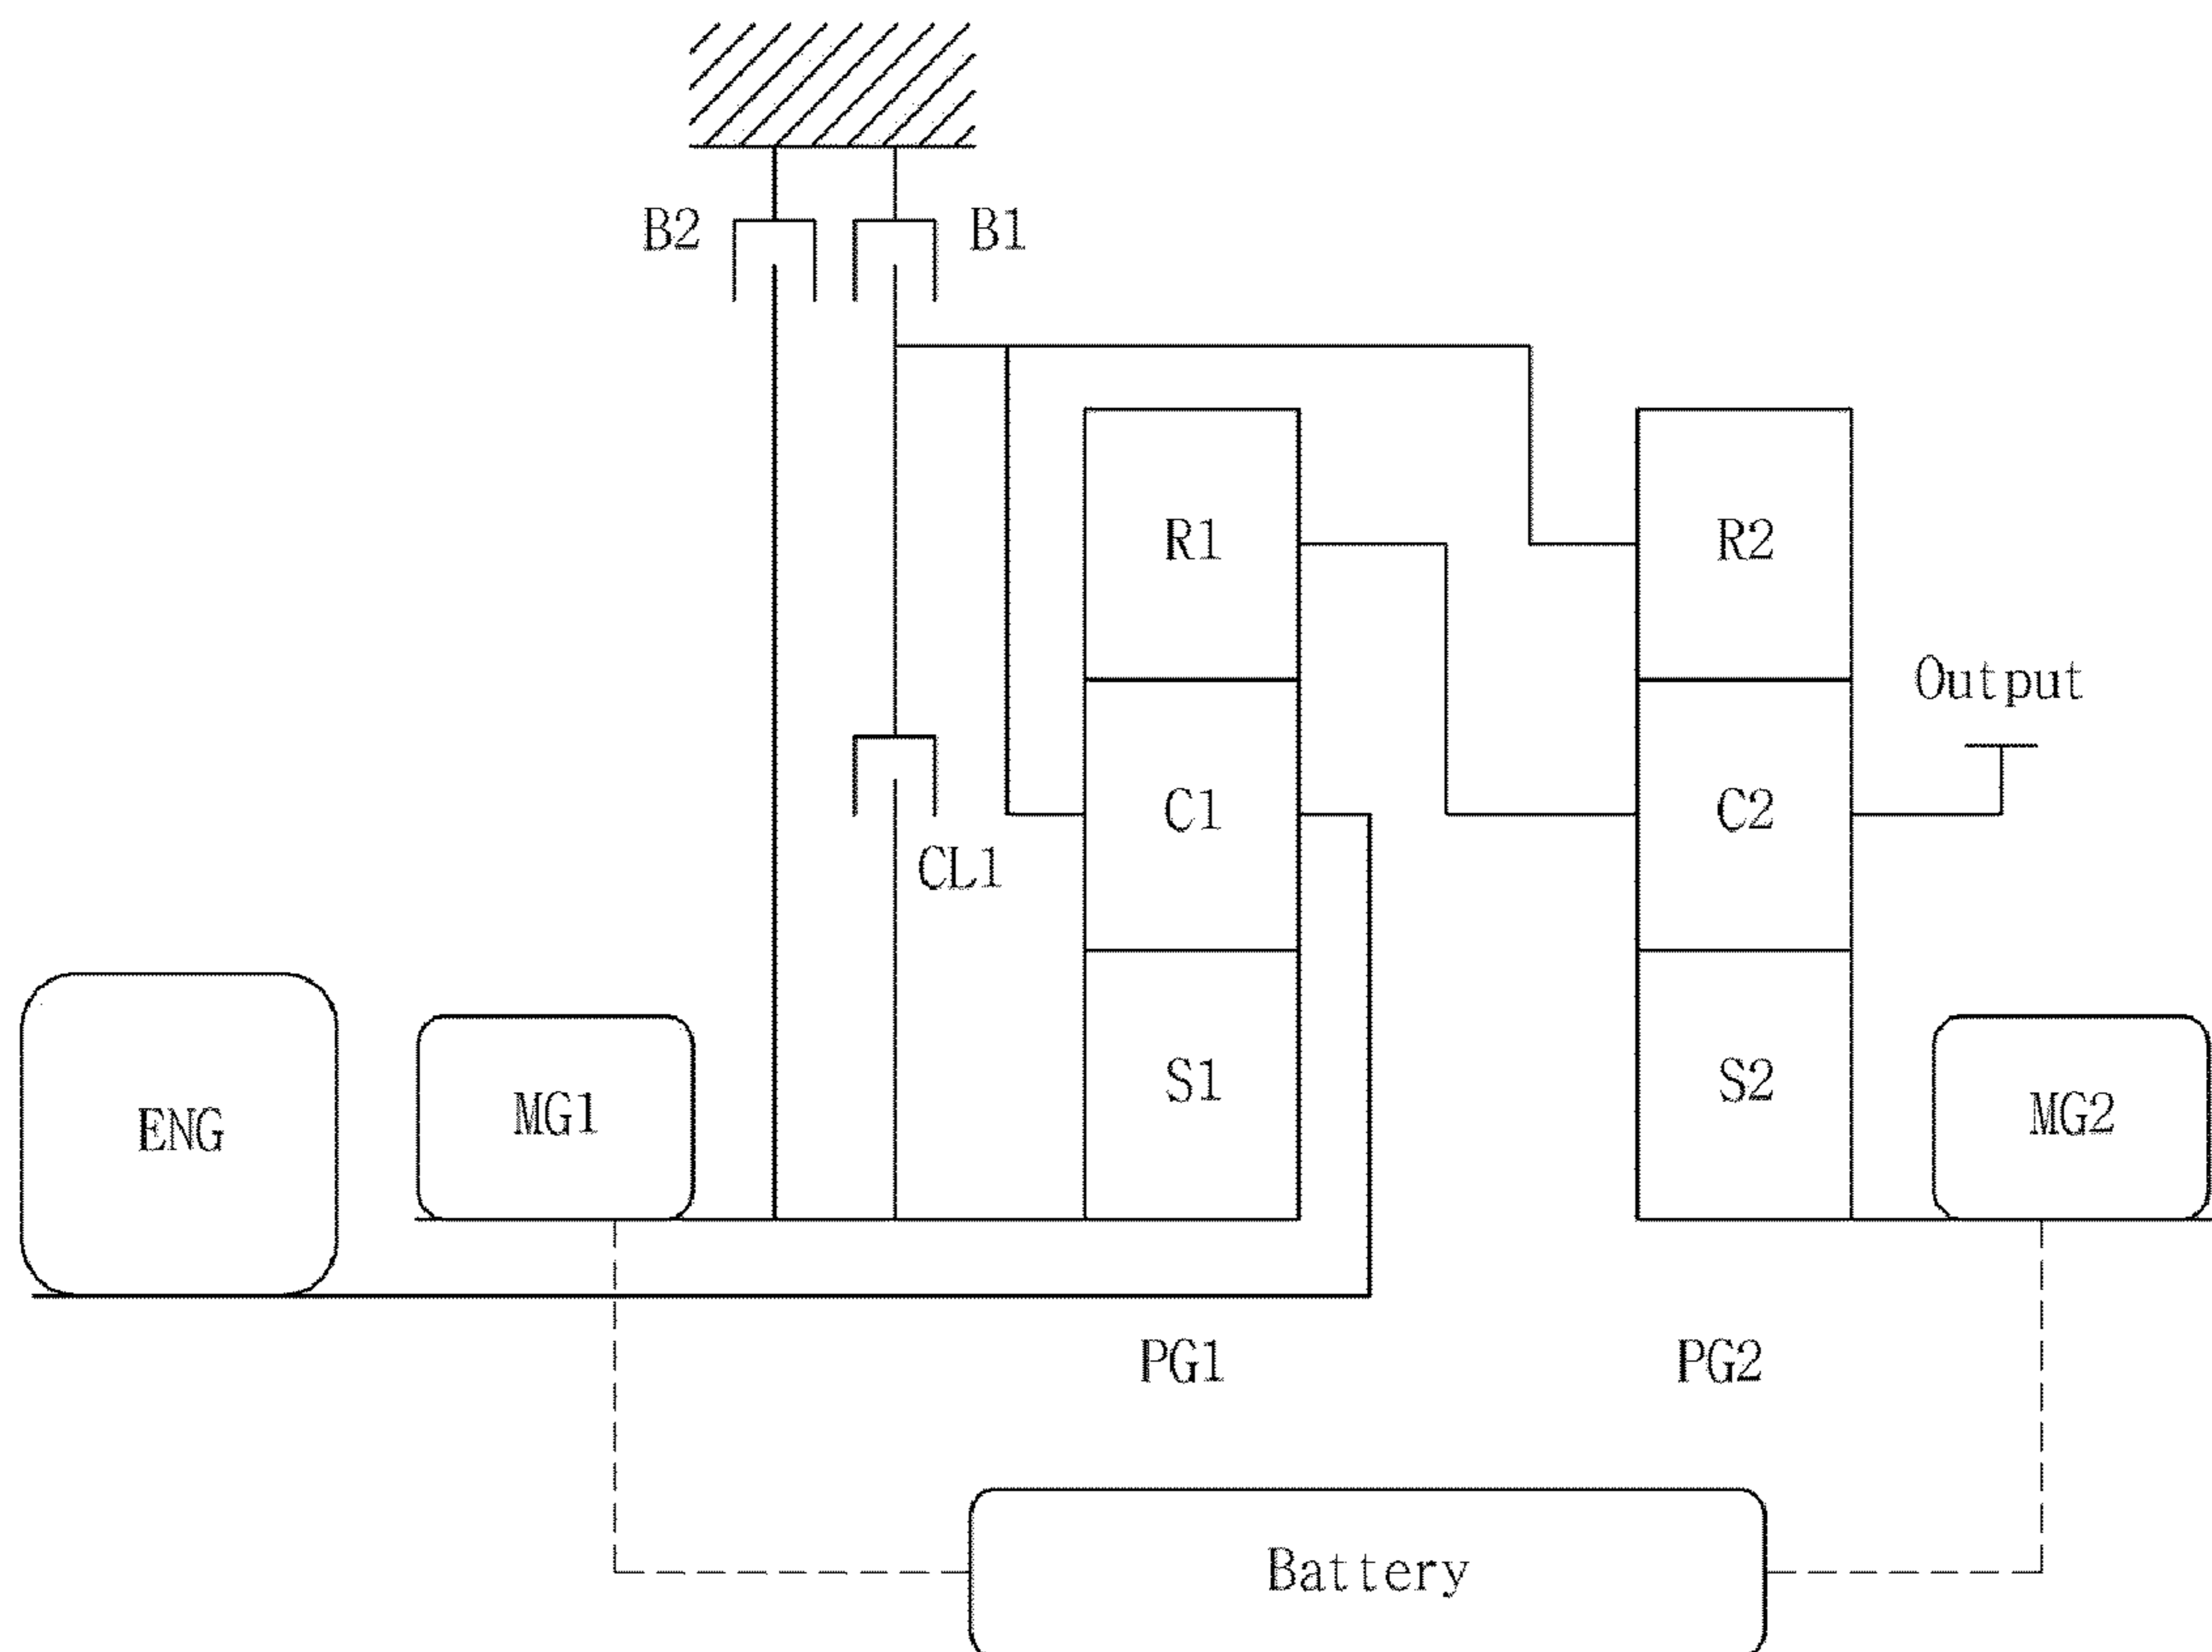 B2
B1
R1
R2
Output
C1
C2
CL1
S1
S2
ENG
MG1
MG2
PG1
PG2
Battery